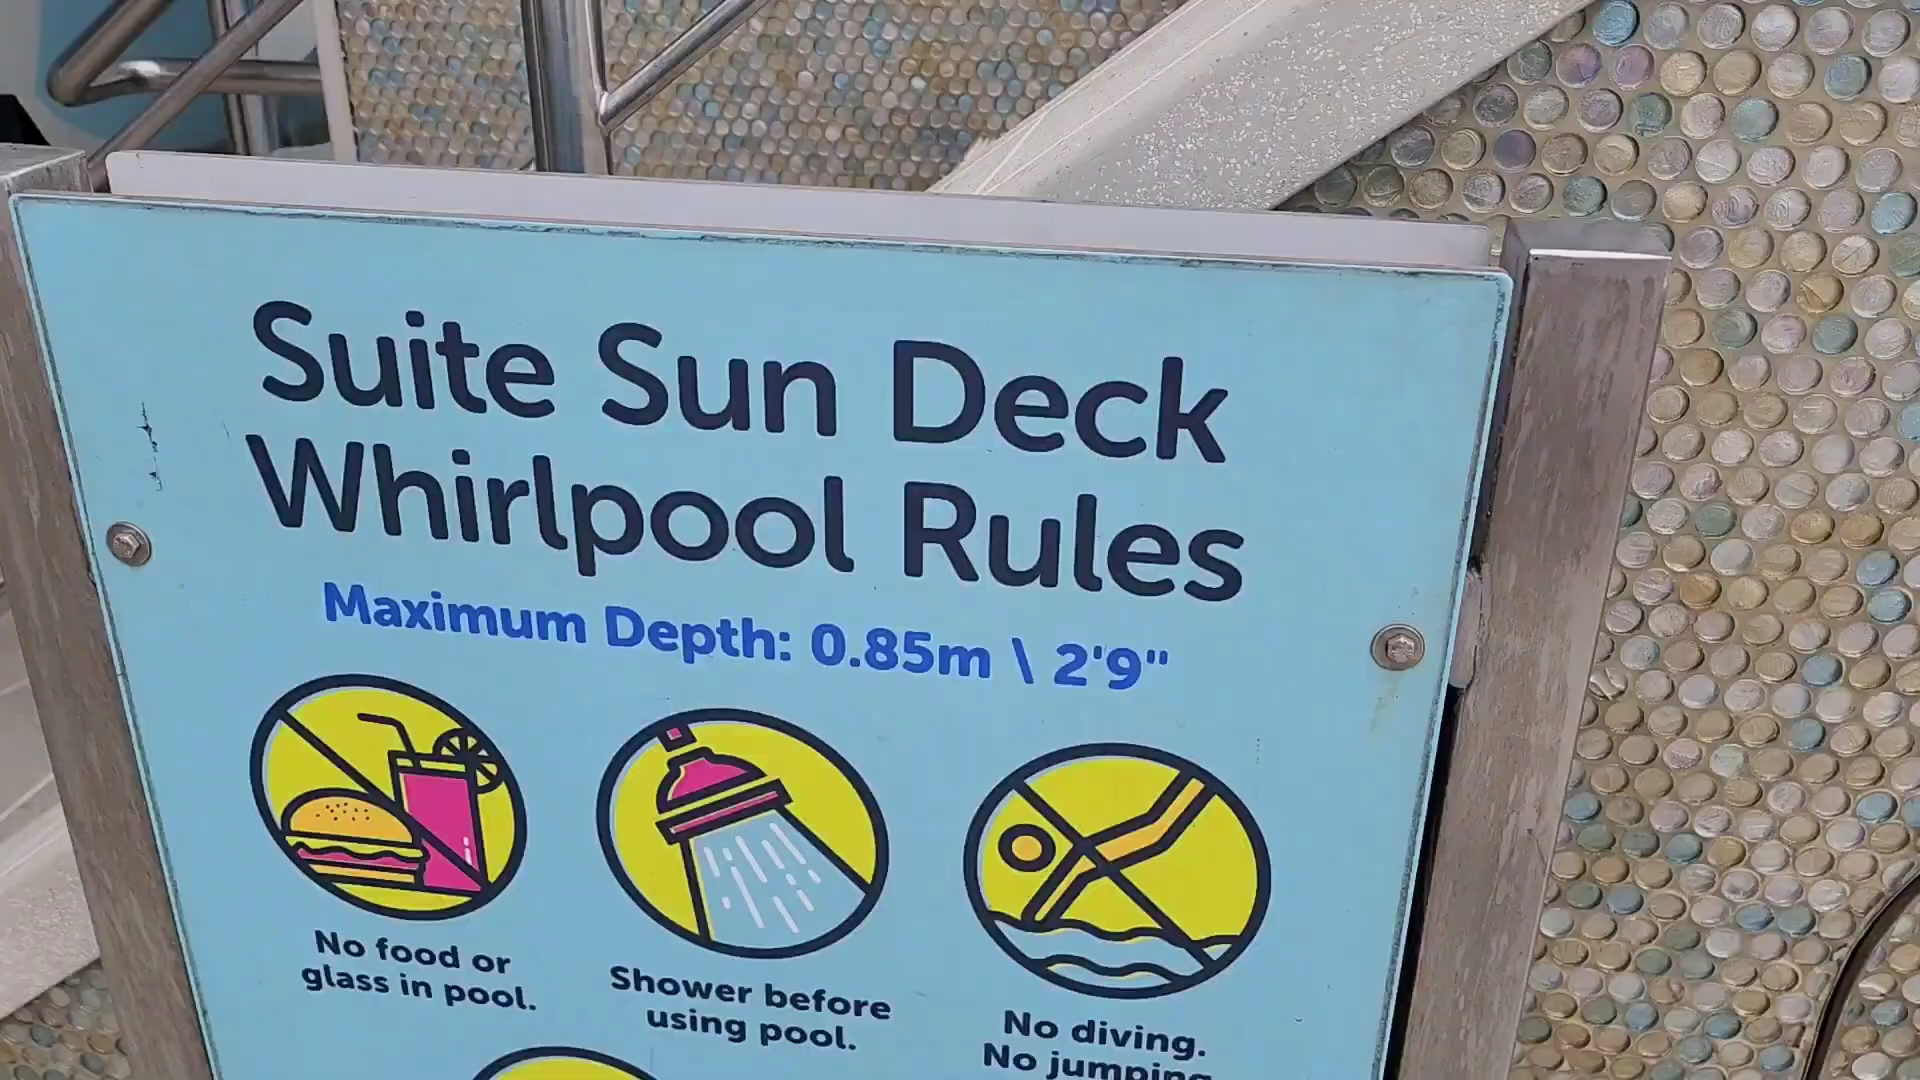 Suite Sun Deck
Whirlpool Rules
Maximum Depth: 0.85m \ 2'9"
No food or
glass in pool.
Shower before
using pool.
No diving.
No jumping